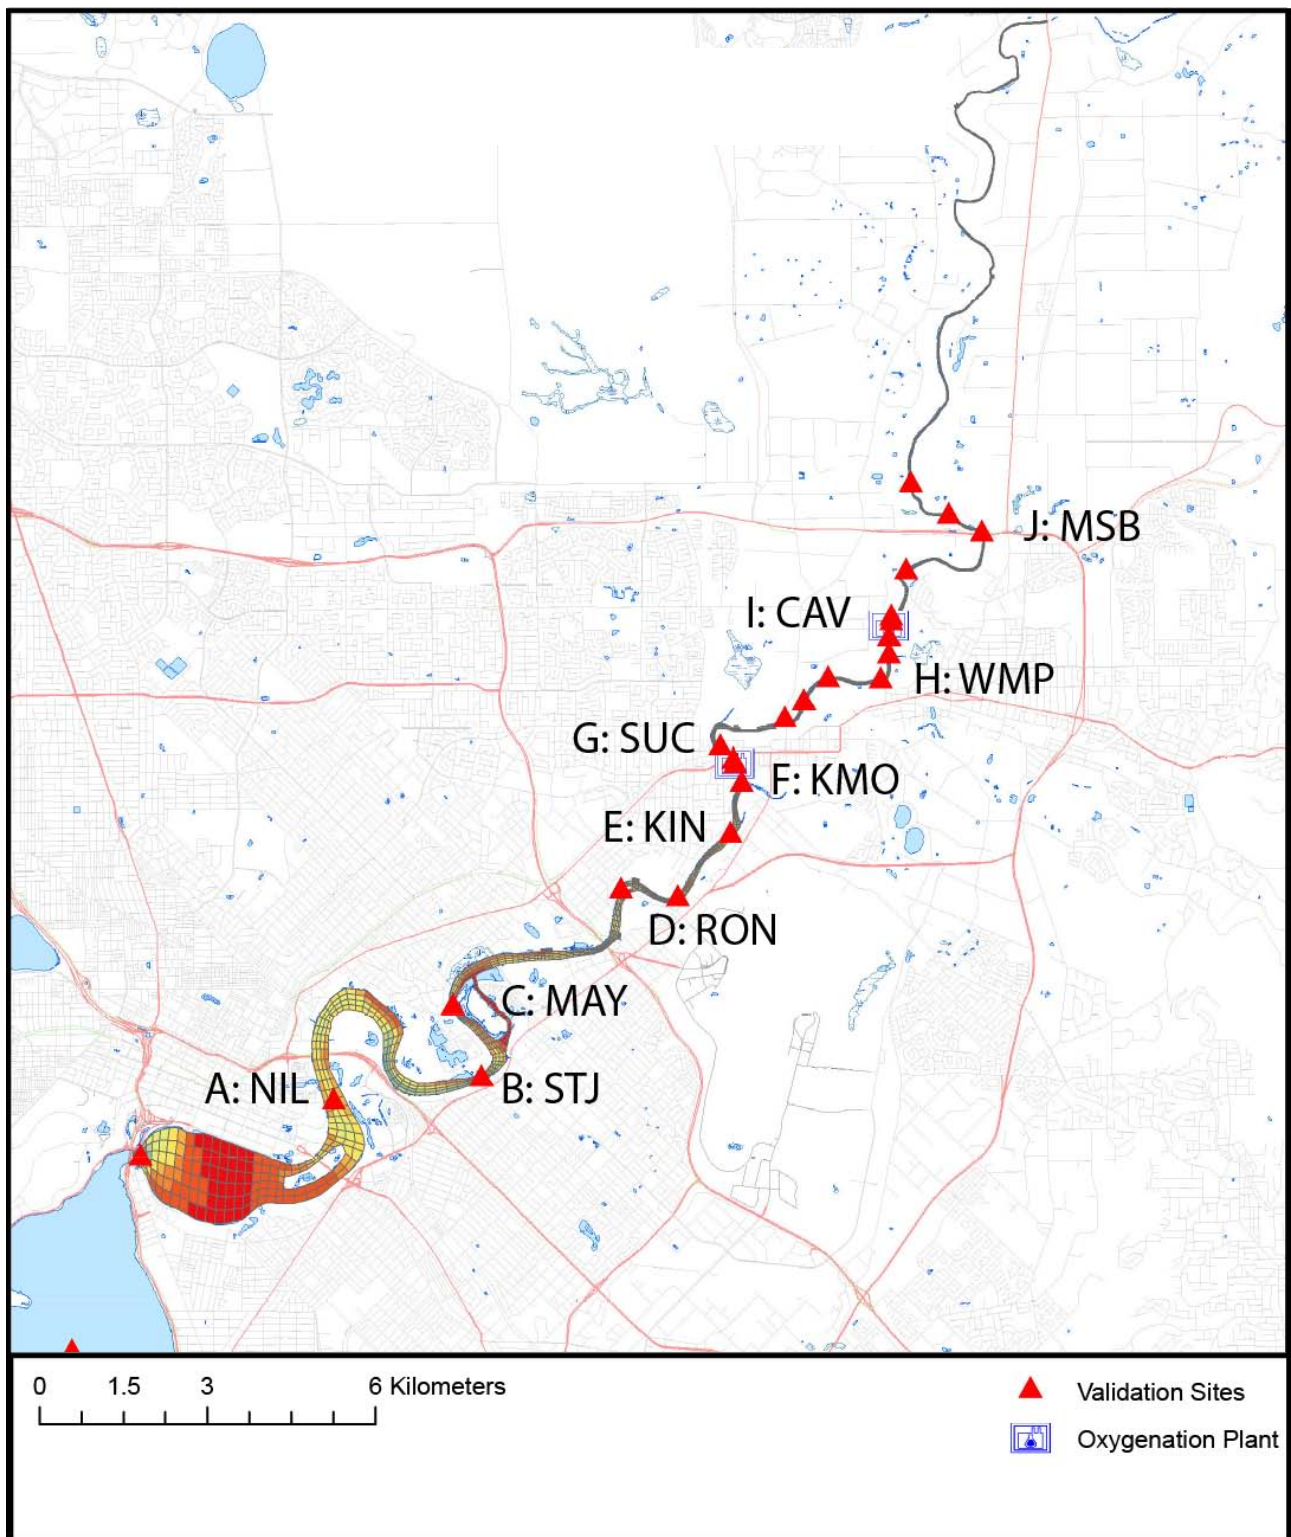 J: MSB
I: CAV
H: WMP
G: SUC
F: KMO
E: KIN
D: RON
C: MAY
A: NIL
B: STJ
0 1.5 3 6 Kilometers
Validation Sites
Oxygenation Plant